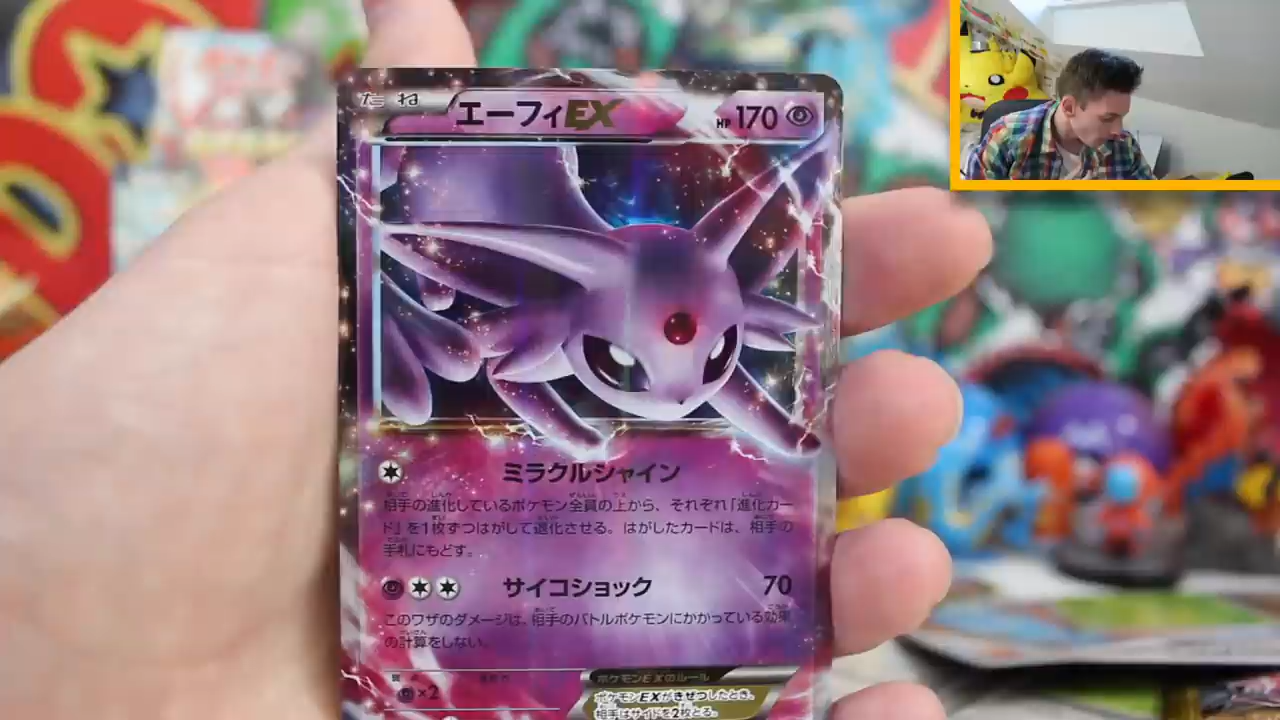 たね
エーフィEX
HP170
ミラクルシャイン
相手の進化しているポケモン全員の上から、それぞれ「進化カー
ド」を1枚ずつはがして退化させる。はがしたカードは、相手の
手札にもどす。
サイコショック 70
このワザのダメージは、相手のバトルポケモンにかかっている効果
の計算をしない。
×2
ポケモンEXのルール
ポケモンEXがきぜつしたとき、
相手はサイドを2枚とる。